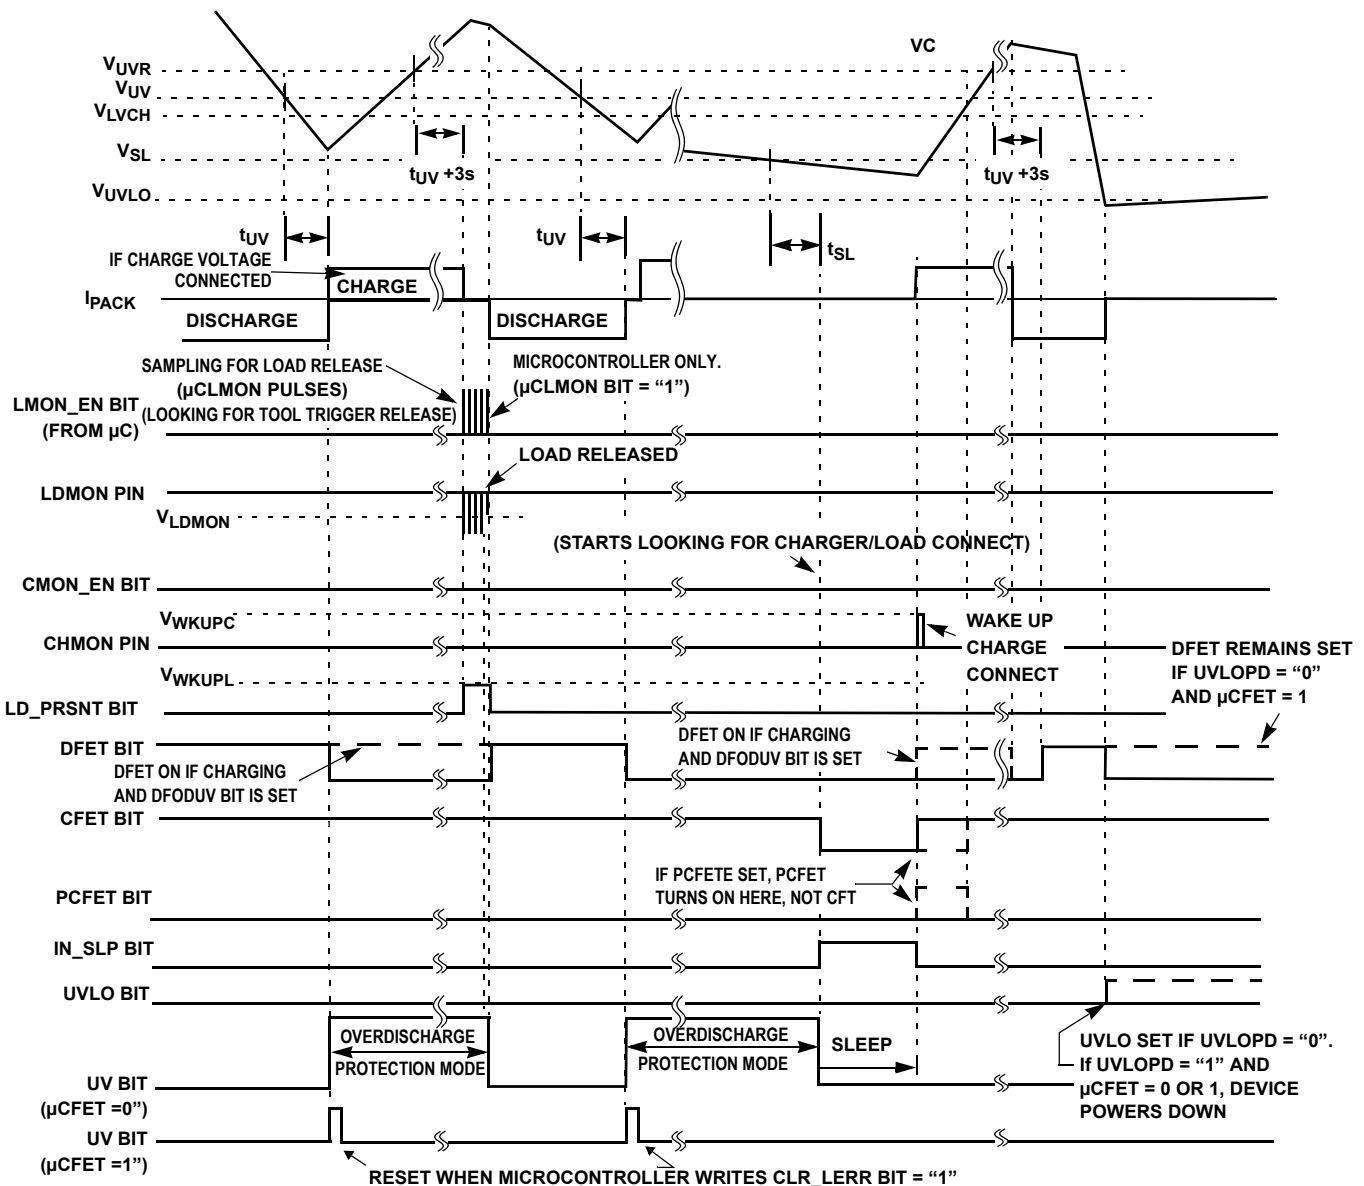 VC
VUVR
VUV
VLVCH
VSL
VUVLO
tUV +3s
tUV +3s
tUV
tUV
tSL
IF CHARGE VOLTAGE
CONNECTED
CHARGE
IPACK
DISCHARGE
DISCHARGE
SAMPLING FOR LOAD RELEASE
(µCLMON PULSES)
(LOOKING FOR TOOL TRIGGER RELEASE)
MICROCONTROLLER ONLY.
(µCLMON BIT = “1”)
LMON_EN BIT
(FROM µC)
LOAD RELEASED
LDMON PIN
VLDMON
(STARTS LOOKING FOR CHARGER/LOAD CONNECT)
CMON_EN BIT
VWKUPC
CHMON PIN
WAKE UP
CHARGE
CONNECT
VWKUPL
LD_PRSNT BIT
DFET REMAINS SET
IF UVLOPD = “0”
AND µCFET = 1
DFET BIT
DFET ON IF CHARGING
AND DFODUV BIT IS SET
DFET ON IF CHARGING
AND DFODUV BIT IS SET
CFET BIT
IF PCFETE SET, PCFET
TURNS ON HERE, NOT CFT
PCFET BIT
IN_SLP BIT
UVLO BIT
OVERDISCHARGE
PROTECTION MODE
OVERDISCHARGE
PROTECTION MODE
SLEEP
UVLO SET IF UVLOPD = “0”.
If UVLOPD = “1” AND
µCFET = 0 OR 1, DEVICE
POWERS DOWN
UV BIT
(µCFET =0”)
UV BIT
(µCFET =1”)
RESET WHEN MICROCONTROLLER WRITES CLR_LERR BIT = “1”